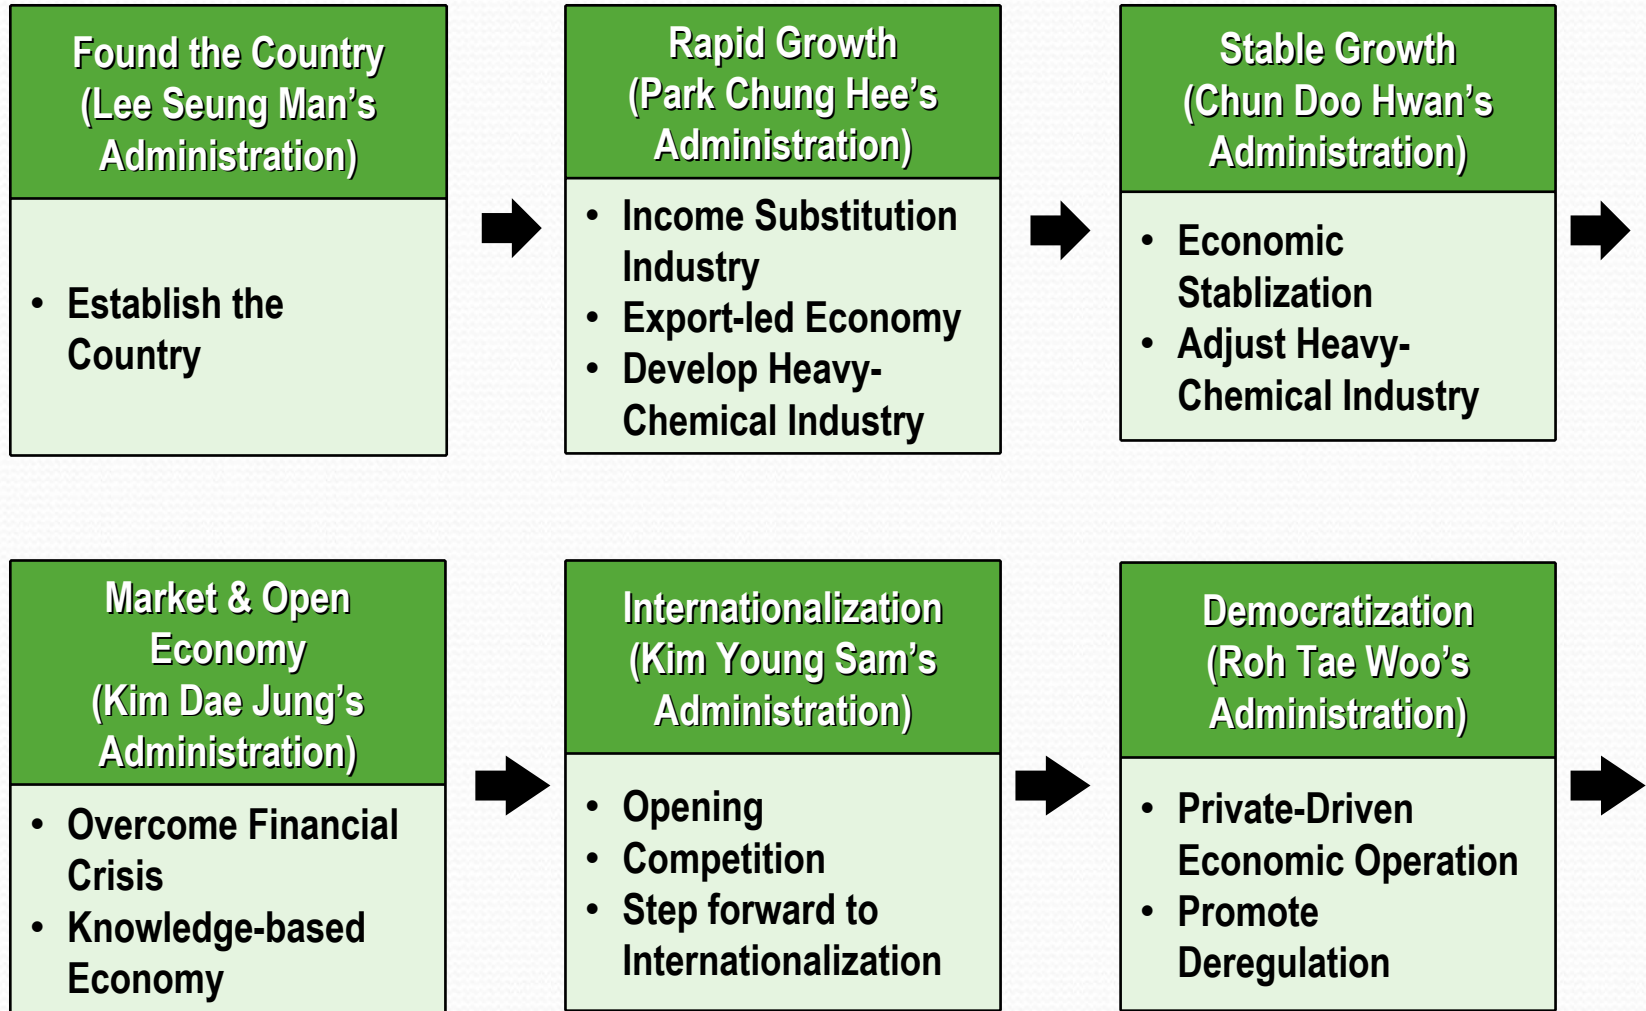 Found the Country
(Lee Seung Man’s
Administration)
• Establish the
Country
Rapid Growth
(Park Chung Hee’s
Administration)
• Income Substitution
Industry
• Export-led Economy
• Develop Heavy-
Chemical Industry
Stable Growth
(Chun Doo Hwan’s
Administration)
• Economic
Stablization
• Adjust Heavy-
Chemical Industry
Market & Open
Economy
(Kim Dae Jung’s
Administration)
• Overcome Financial
Crisis
• Knowledge-based
Economy
Internationalization
(Kim Young Sam’s
Administration)
• Opening
• Competition
• Step forward to
Internationalization
Democratization
(Roh Tae Woo’s
Administration)
• Private-Driven
Economic Operation
• Promote
Deregulation